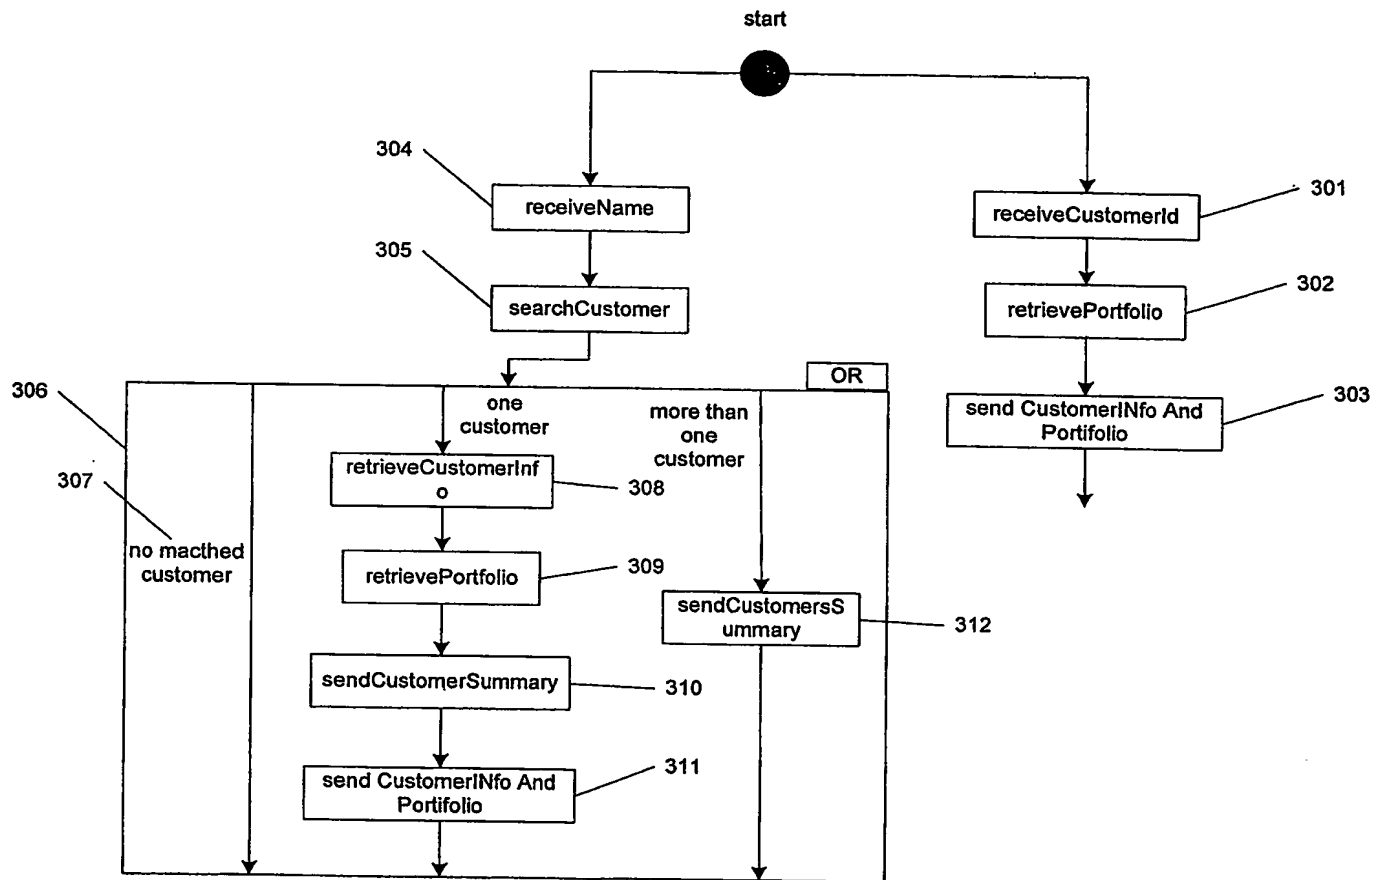 start
304
receiveName
301
receiveCustomerId
305
searchCustomer
302
retrievePortfolio
306
OR
303
send CustomerINfo And
Portifolio
one
customer
more than
one
customer
307
no macthed
customer
retrieveCustomerInf
o
308
retrievePortfolio
309
sendCustomersS
ummary
312
sendCustomerSummary
310
send CustomerINfo And
Portifolio
311